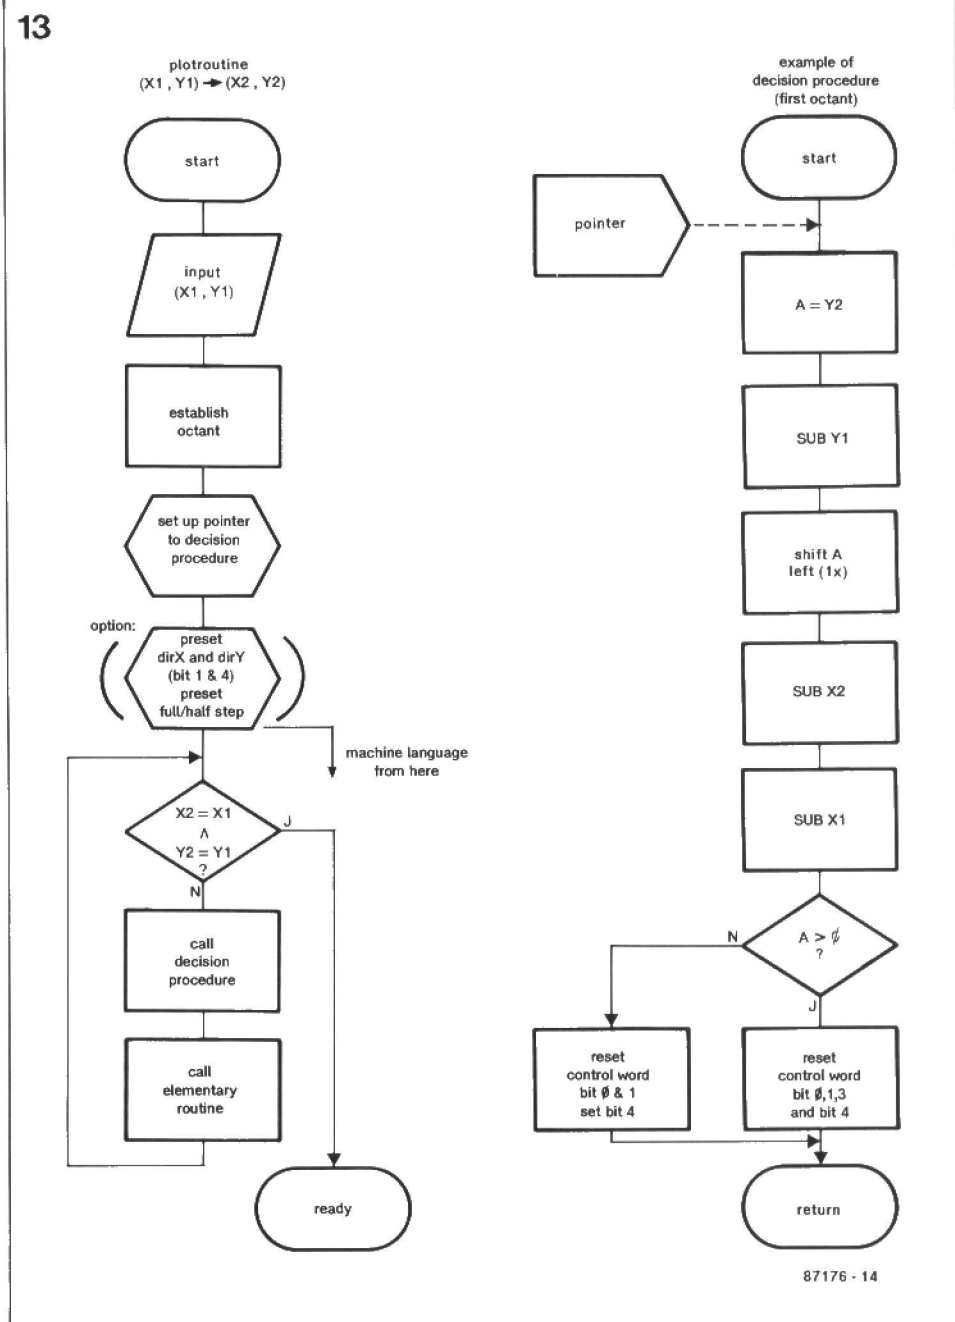 13
plotroutine
(X1 , Y1) → (X2 , Y2)
start
input
(X1 , Y1)
establish
octant
set up pointer
to decision
procedure
option:
preset
dirX and dirY
(bit 1 & 4)
preset
full/half step
machine language
from here
X2 = X1
∧
Y2 = Y1
?
J
N
call
decision
procedure
call
elementary
routine
ready
example of
decision procedure
(first octant)
start
pointer
A = Y2
SUB Y1
shift A
left (1x)
SUB X2
SUB X1
A > Ø
?
N
J
reset
control word
bit Ø & 1
set bit 4
reset
control word
bit Ø,1,3
and bit 4
return
87176 - 14